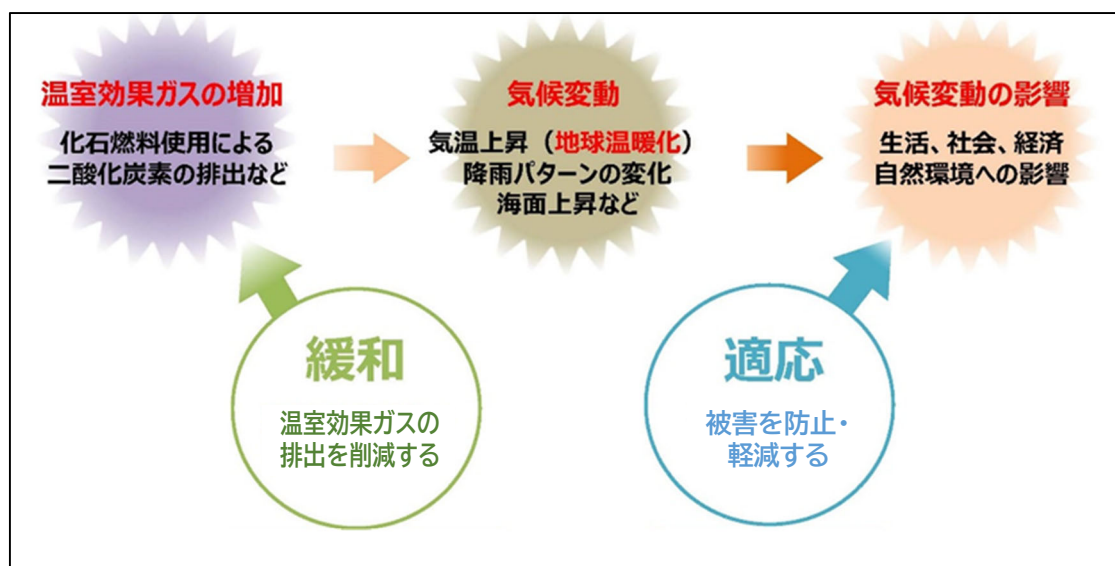 温室効果ガスの増加
化石燃料使用による
二酸化炭素の排出など
気候変動
気温上昇（地球温暖化）
降雨パターンの変化
海面上昇など
気候変動の影響
生活、社会、経済
自然環境への影響
緩和
温室効果ガスの
排出を削減する
適応
被害を防止・
軽減する